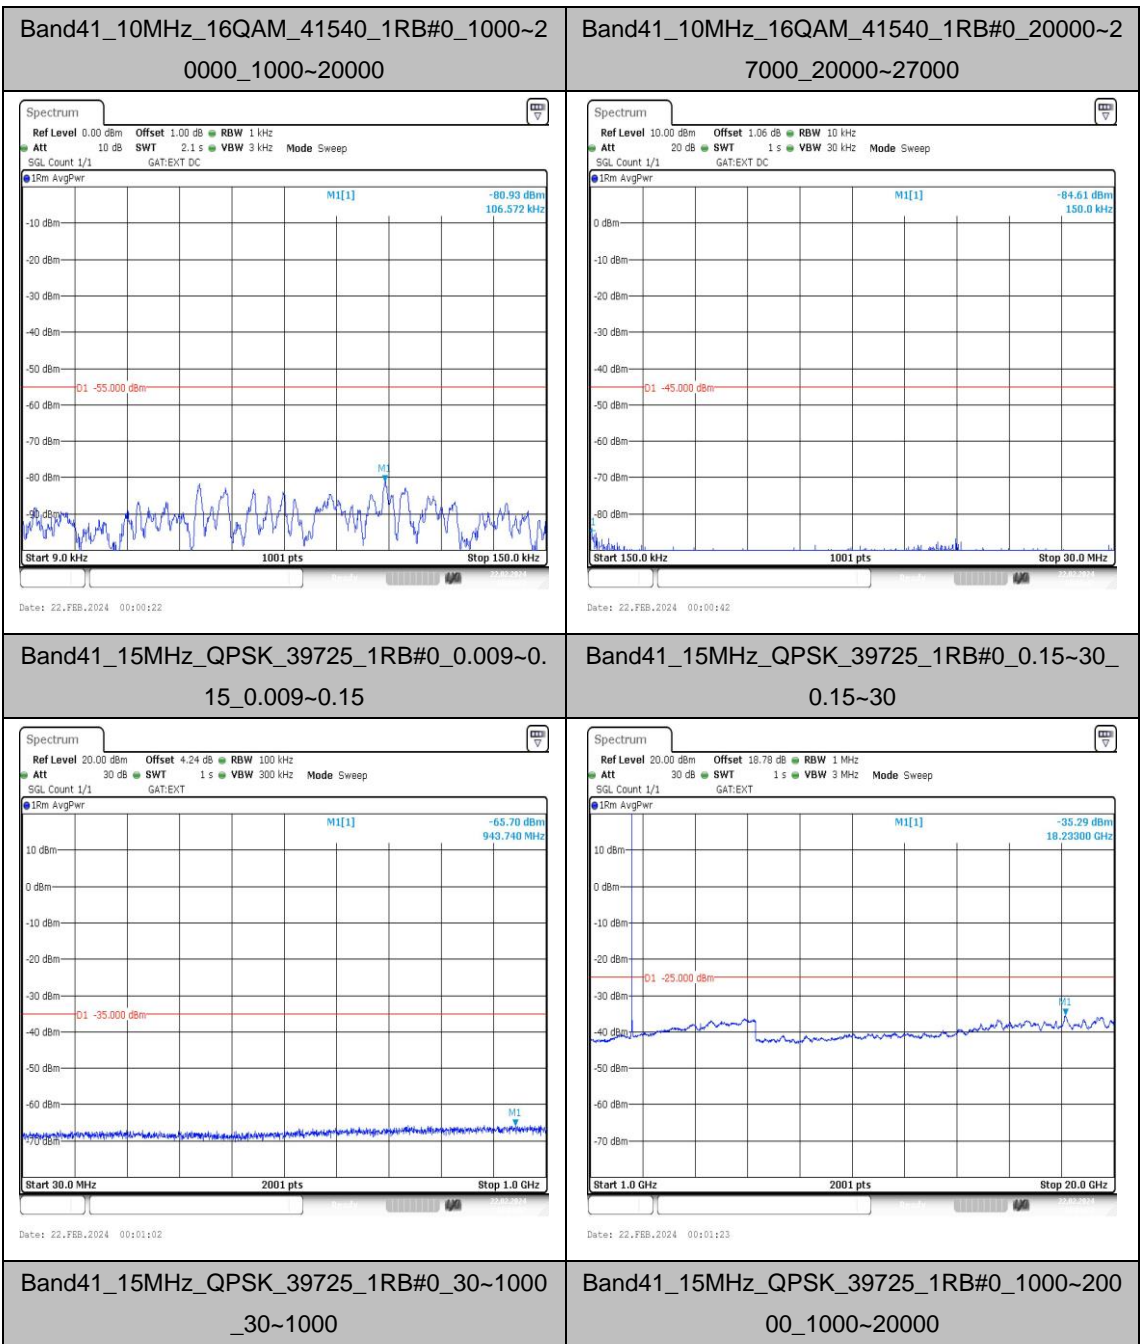 Band41_10MHz_16QAM_41540_1RB#0_1000~2
0000_1000~20000
Band41_10MHz_16QAM_41540_1RB#0_20000~2
7000_20000~27000
Spectrum
Ref Level 0.00 dBm Offset 1.00 dB RBW 1 kHz
Att 10 dB SWT 2.1 s VBW 3 kHz Mode Sweep
SGL Count 1/1 GAT:EXT DC
1Rm AvgPwr
M1[1] -80.93 dBm
106.572 kHz
-10 dBm
-20 dBm
-30 dBm
-40 dBm
-50 dBm
D1 -55.000 dBm
-60 dBm
-70 dBm
M1
-80 dBm
-90 dBm
Start 9.0 kHz 1001 pts Stop 150.0 kHz
Date: 22.FEB.2024 00:00:22
Spectrum
Ref Level 10.00 dBm Offset 1.06 dB RBW 10 kHz
Att 20 dB SWT 1 s VBW 30 kHz Mode Sweep
SGL Count 1/1 GAT:EXT DC
1Rm AvgPwr
M1[1] -84.61 dBm
150.0 kHz
0 dBm
-10 dBm
-20 dBm
-30 dBm
-40 dBm
D1 -45.000 dBm
-50 dBm
-60 dBm
-70 dBm
-80 dBm
Start 150.0 kHz 1001 pts Stop 30.0 MHz
Date: 22.FEB.2024 00:00:42
Band41_15MHz_QPSK_39725_1RB#0_0.009~0.
15_0.009~0.15
Band41_15MHz_QPSK_39725_1RB#0_0.15~30_
0.15~30
Spectrum
Ref Level 20.00 dBm Offset 4.24 dB RBW 100 kHz
Att 30 dB SWT 1 s VBW 300 kHz Mode Sweep
SGL Count 1/1 GAT:EXT
1Rm AvgPwr
M1[1] -65.70 dBm
943.740 MHz
10 dBm
0 dBm
-10 dBm
-20 dBm
-30 dBm
D1 -35.000 dBm
-40 dBm
-50 dBm
-60 dBm
M1
-70 dBm
Start 30.0 MHz 2001 pts Stop 1.0 GHz
Date: 22.FEB.2024 00:01:02
Spectrum
Ref Level 20.00 dBm Offset 18.78 dB RBW 1 MHz
Att 30 dB SWT 1 s VBW 3 MHz Mode Sweep
SGL Count 1/1 GAT:EXT
1Rm AvgPwr
M1[1] -35.29 dBm
18.23300 GHz
10 dBm
0 dBm
-10 dBm
-20 dBm
D1 -25.000 dBm
-30 dBm
M1
-40 dBm
-50 dBm
-60 dBm
-70 dBm
Start 1.0 GHz 2001 pts Stop 20.0 GHz
Date: 22.FEB.2024 00:01:23
Band41_15MHz_QPSK_39725_1RB#0_30~1000
_30~1000
Band41_15MHz_QPSK_39725_1RB#0_1000~200
00_1000~20000